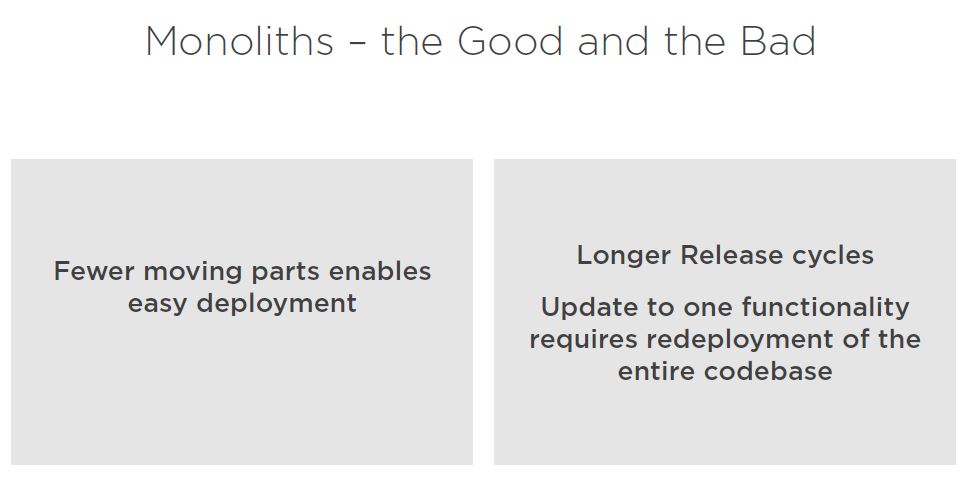 Monoliths – the Good and the Bad
Fewer moving parts enables
easy deployment
Longer Release cycles
Update to one functionality
requires redeployment of the
entire codebase